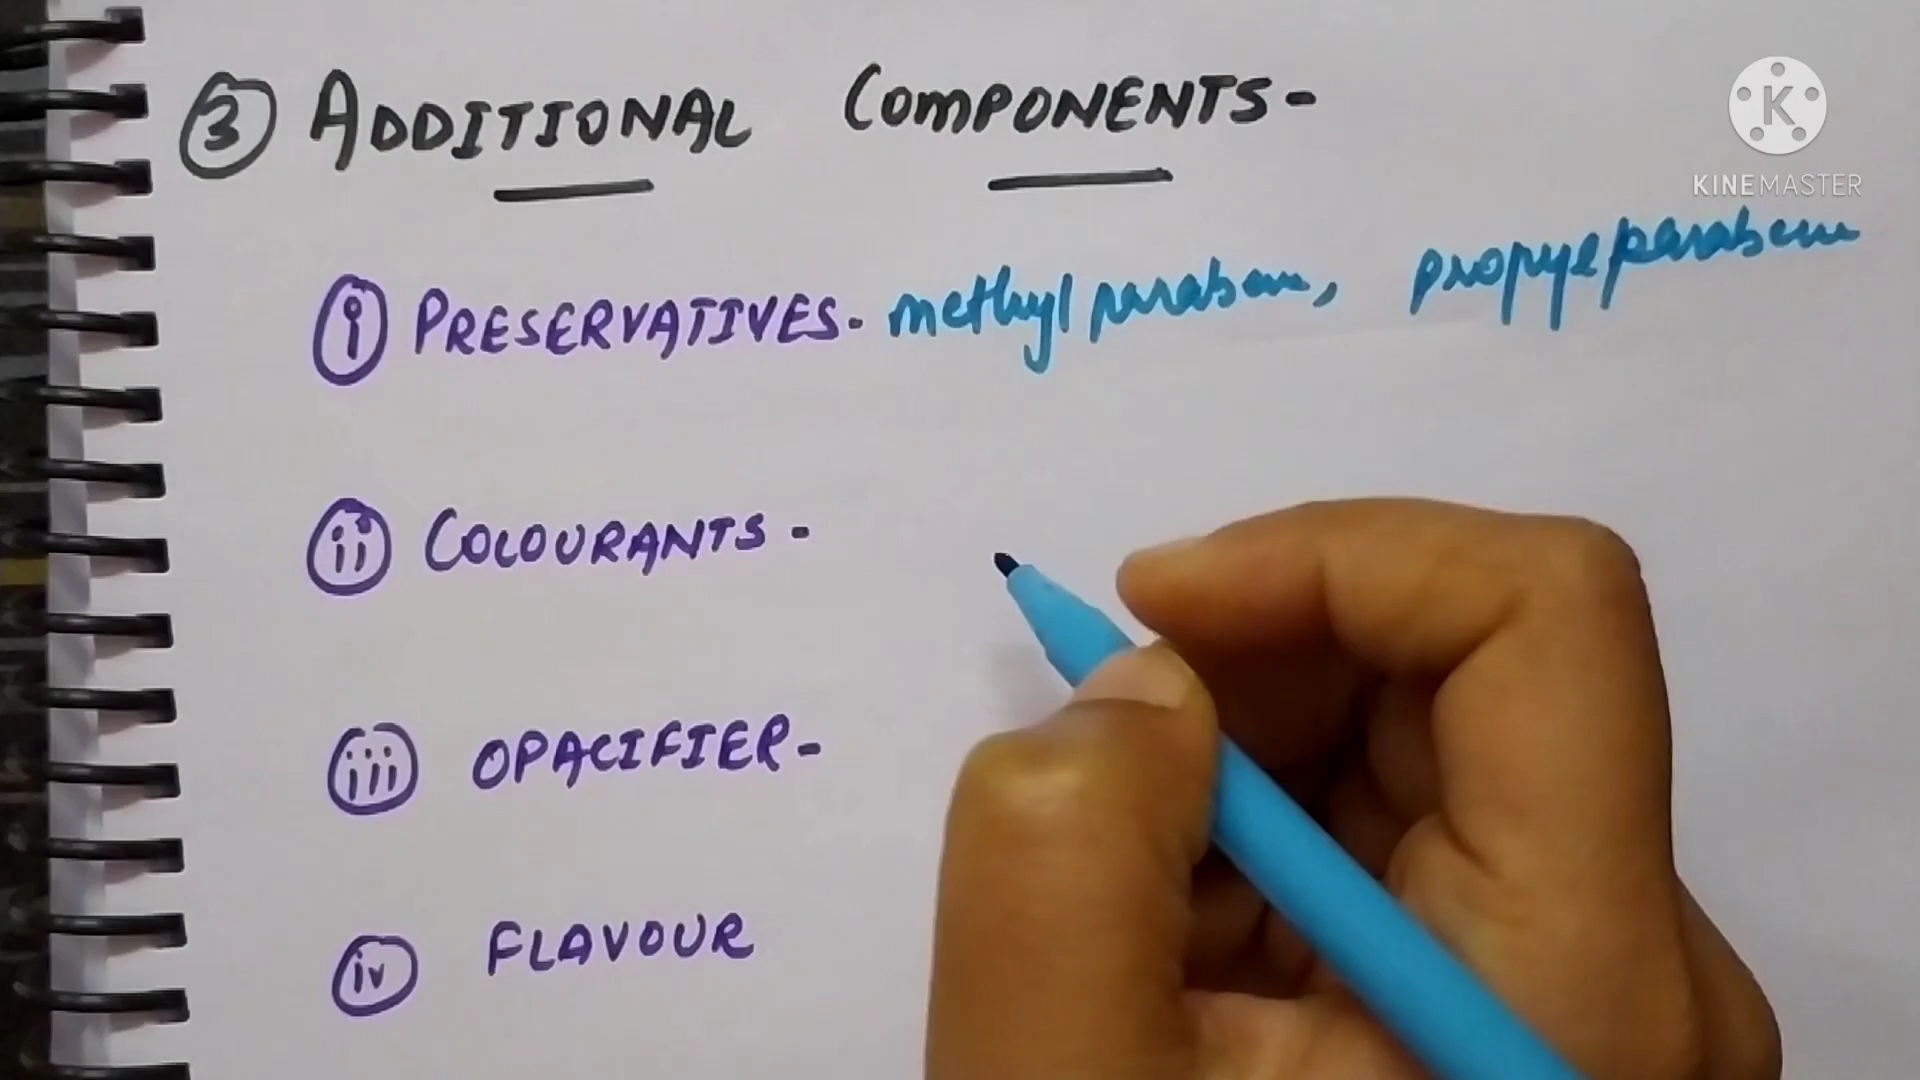 ③ ADDITIONAL COMPONENTS-
K
KINEMASTER
ⓘ PRESERVATIVES- methyl paraben, propyl paraben
ii COLOURANTS-
iii OPACIFIER-
iv FLAVOUR